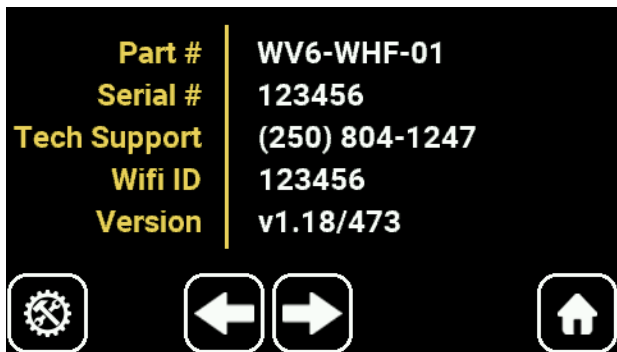 Part # WV6-WHF-01
Serial # 123456
Tech Support (250) 804-1247
Wifi ID 123456
Version v1.18/473